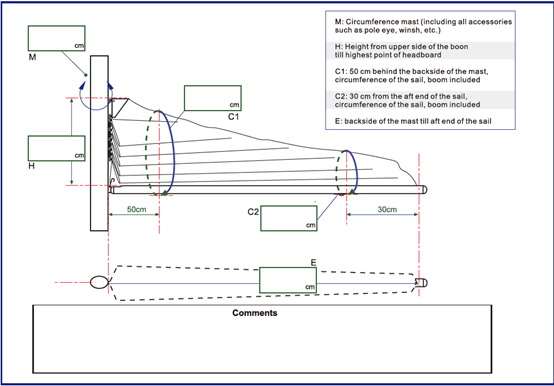 M: Circumference mast (including all accessories
such as pole eye, winsh, etc.)
H: Height from upper side of the boon
till highest point of headboard
C1: 50 cm behind the backside of the mast,
circumference of the sail, boom included
C2: 30 cm from the aft end of the sail,
circumference of the sail, boom included
E: backside of the mast till aft end of the sail
cm
M
cm
C1
cm
H
50cm
C2
cm
30cm
E
cm
Comments